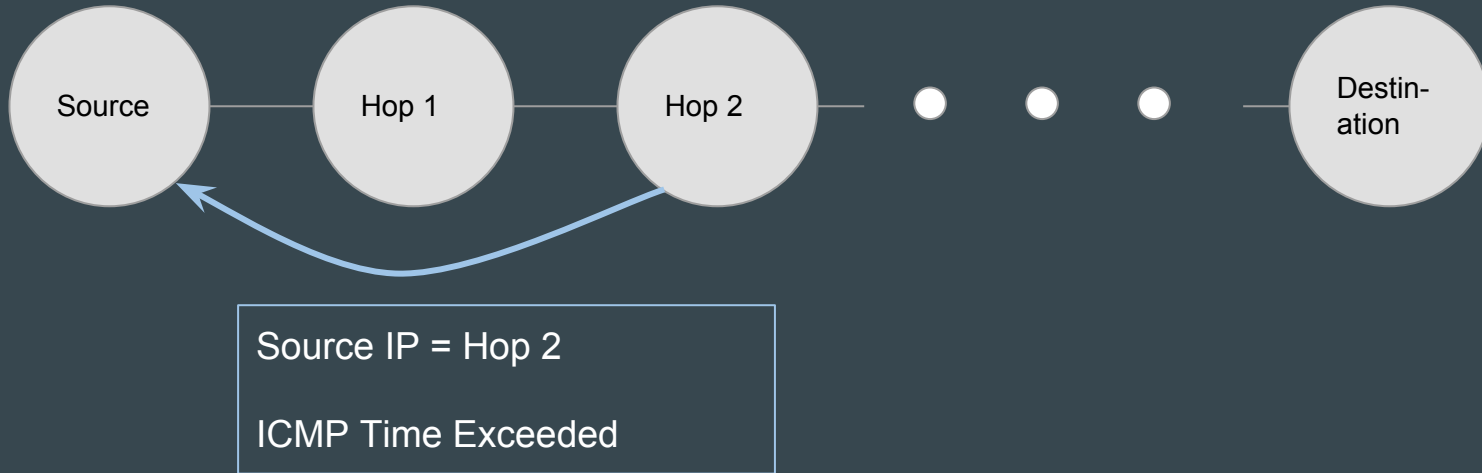 Source
Hop 1
Hop 2
Destin-
ation
Source IP = Hop 2
ICMP Time Exceeded